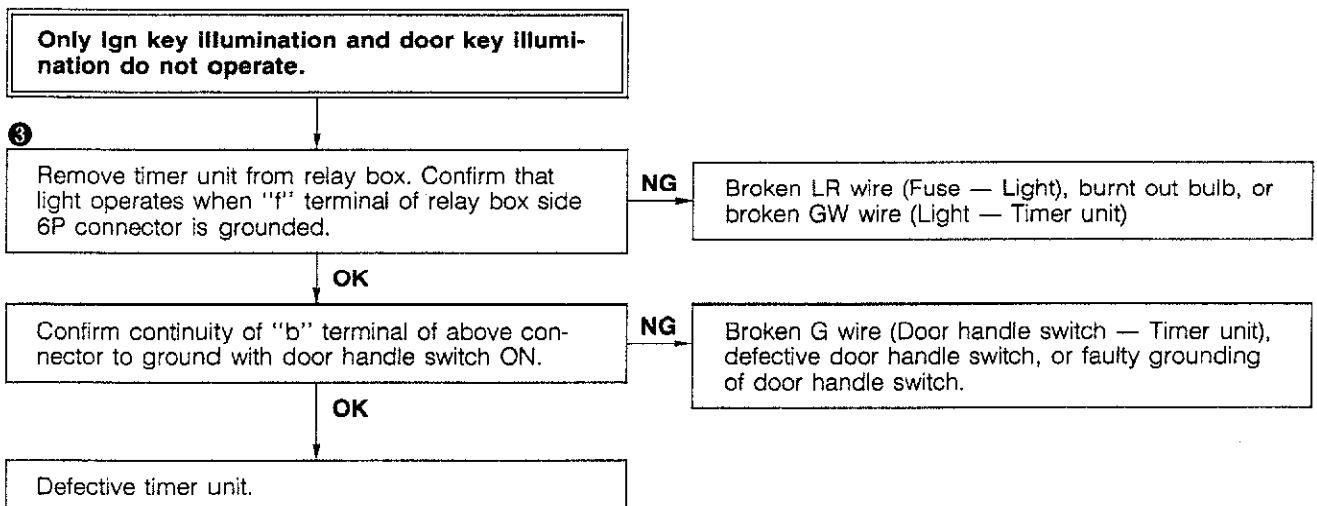 Only Ign key illumination and door key illumi-
nation do not operate.
❸
Remove timer unit from relay box. Confirm that
light operates when "f" terminal of relay box side
6P connector is grounded.
NG
Broken LR wire (Fuse — Light), burnt out bulb, or
broken GW wire (Light — Timer unit)
OK
Confirm continuity of "b" terminal of above con-
nector to ground with door handle switch ON.
NG
Broken G wire (Door handle switch — Timer unit),
defective door handle switch, or faulty grounding
of door handle switch.
OK
Defective timer unit.